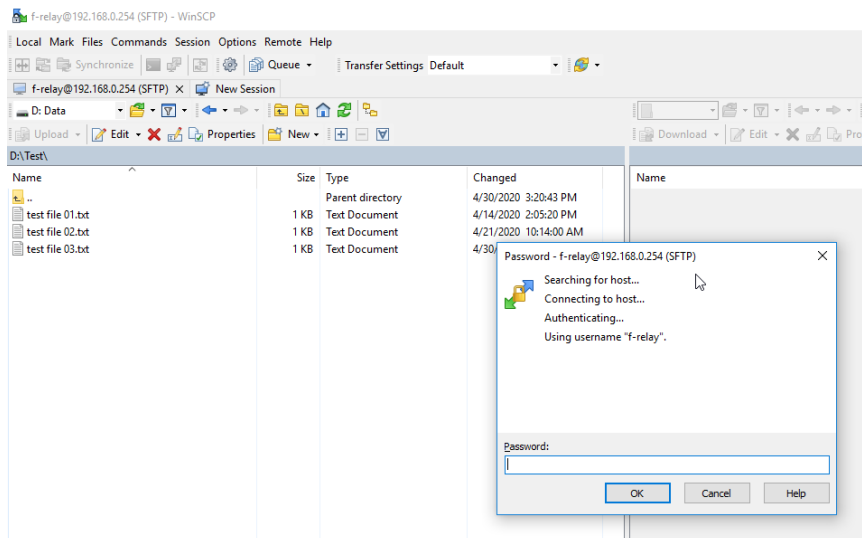 f-relay@192.168.0.254 (SFTP) - WinSCP
Local Mark Files Commands Session Options Remote Help
Synchronize Queue Transfer Settings Default
f-relay@192.168.0.254 (SFTP) × New Session
D: Data
Upload Edit Properties New Download Edit Pro
D:\Test\
Name Size Type Changed Name
.. Parent directory 4/30/2020 3:20:43 PM
test file 01.txt 1 KB Text Document 4/14/2020 2:05:20 PM
test file 02.txt 1 KB Text Document 4/21/2020 10:14:00 AM
test file 03.txt 1 KB Text Document 4/30/
Password - f-relay@192.168.0.254 (SFTP)
Searching for host...
Connecting to host...
Authenticating...
Using username "f-relay".
Password:
OK Cancel Help